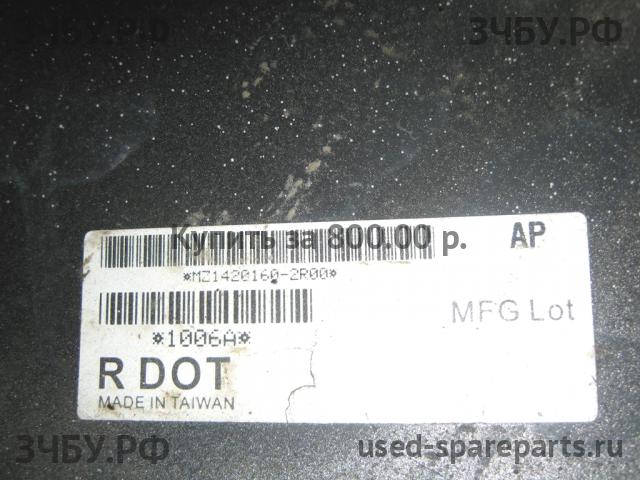 ЗЧБУ.РФ ЗЧБУ.РФ
Купить за 800.00 р. AP
*MZ1420160-2R00*
MFG Lot
*1006A*
R DOT
MADE IN TAIWAN
ЗЧБУ.РФ used-spareparts.ru